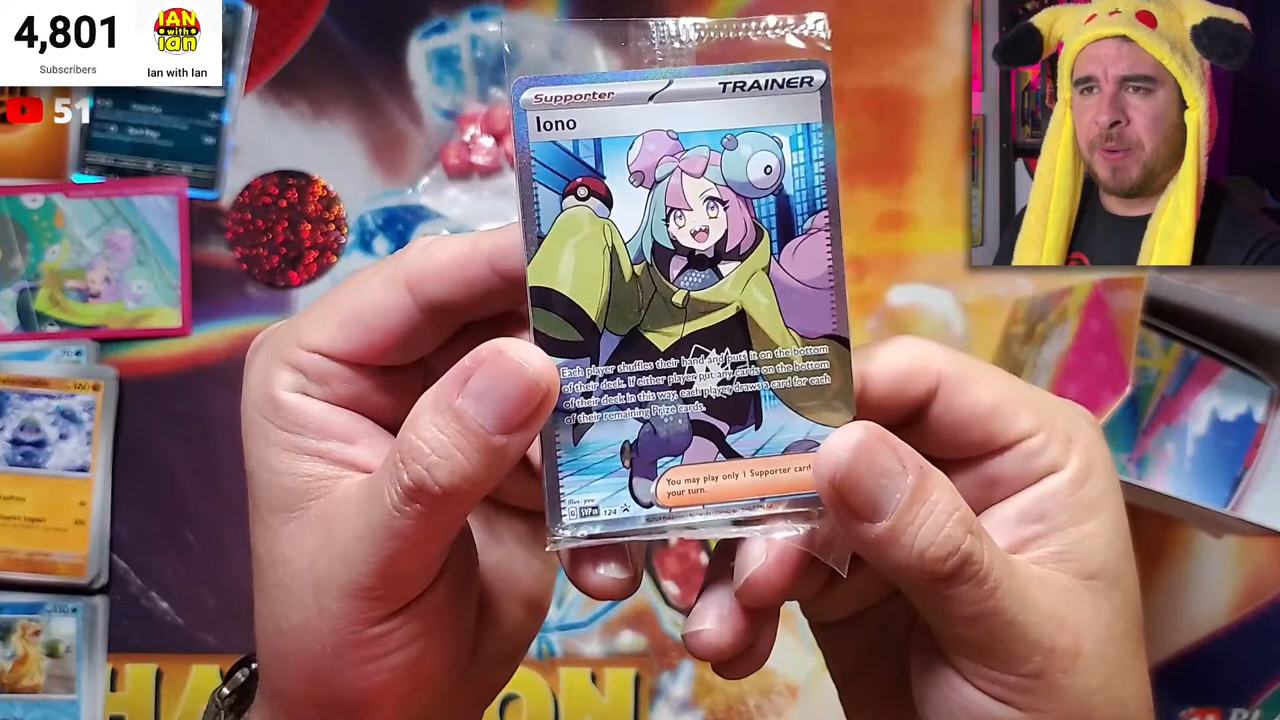 4,801
Subscribers
IAN
with
ian
Ian with Ian
51
Supporter
TRAINER
Iono
Each player shuffles their hand and puts it on the bottom
of their deck. If either player put any cards on the bottom
of their deck in this way, each player draws a card for each
of their remaining Prize cards.
You may play only 1 Supporter card
your turn.
Illus. you
G SVP EN 124